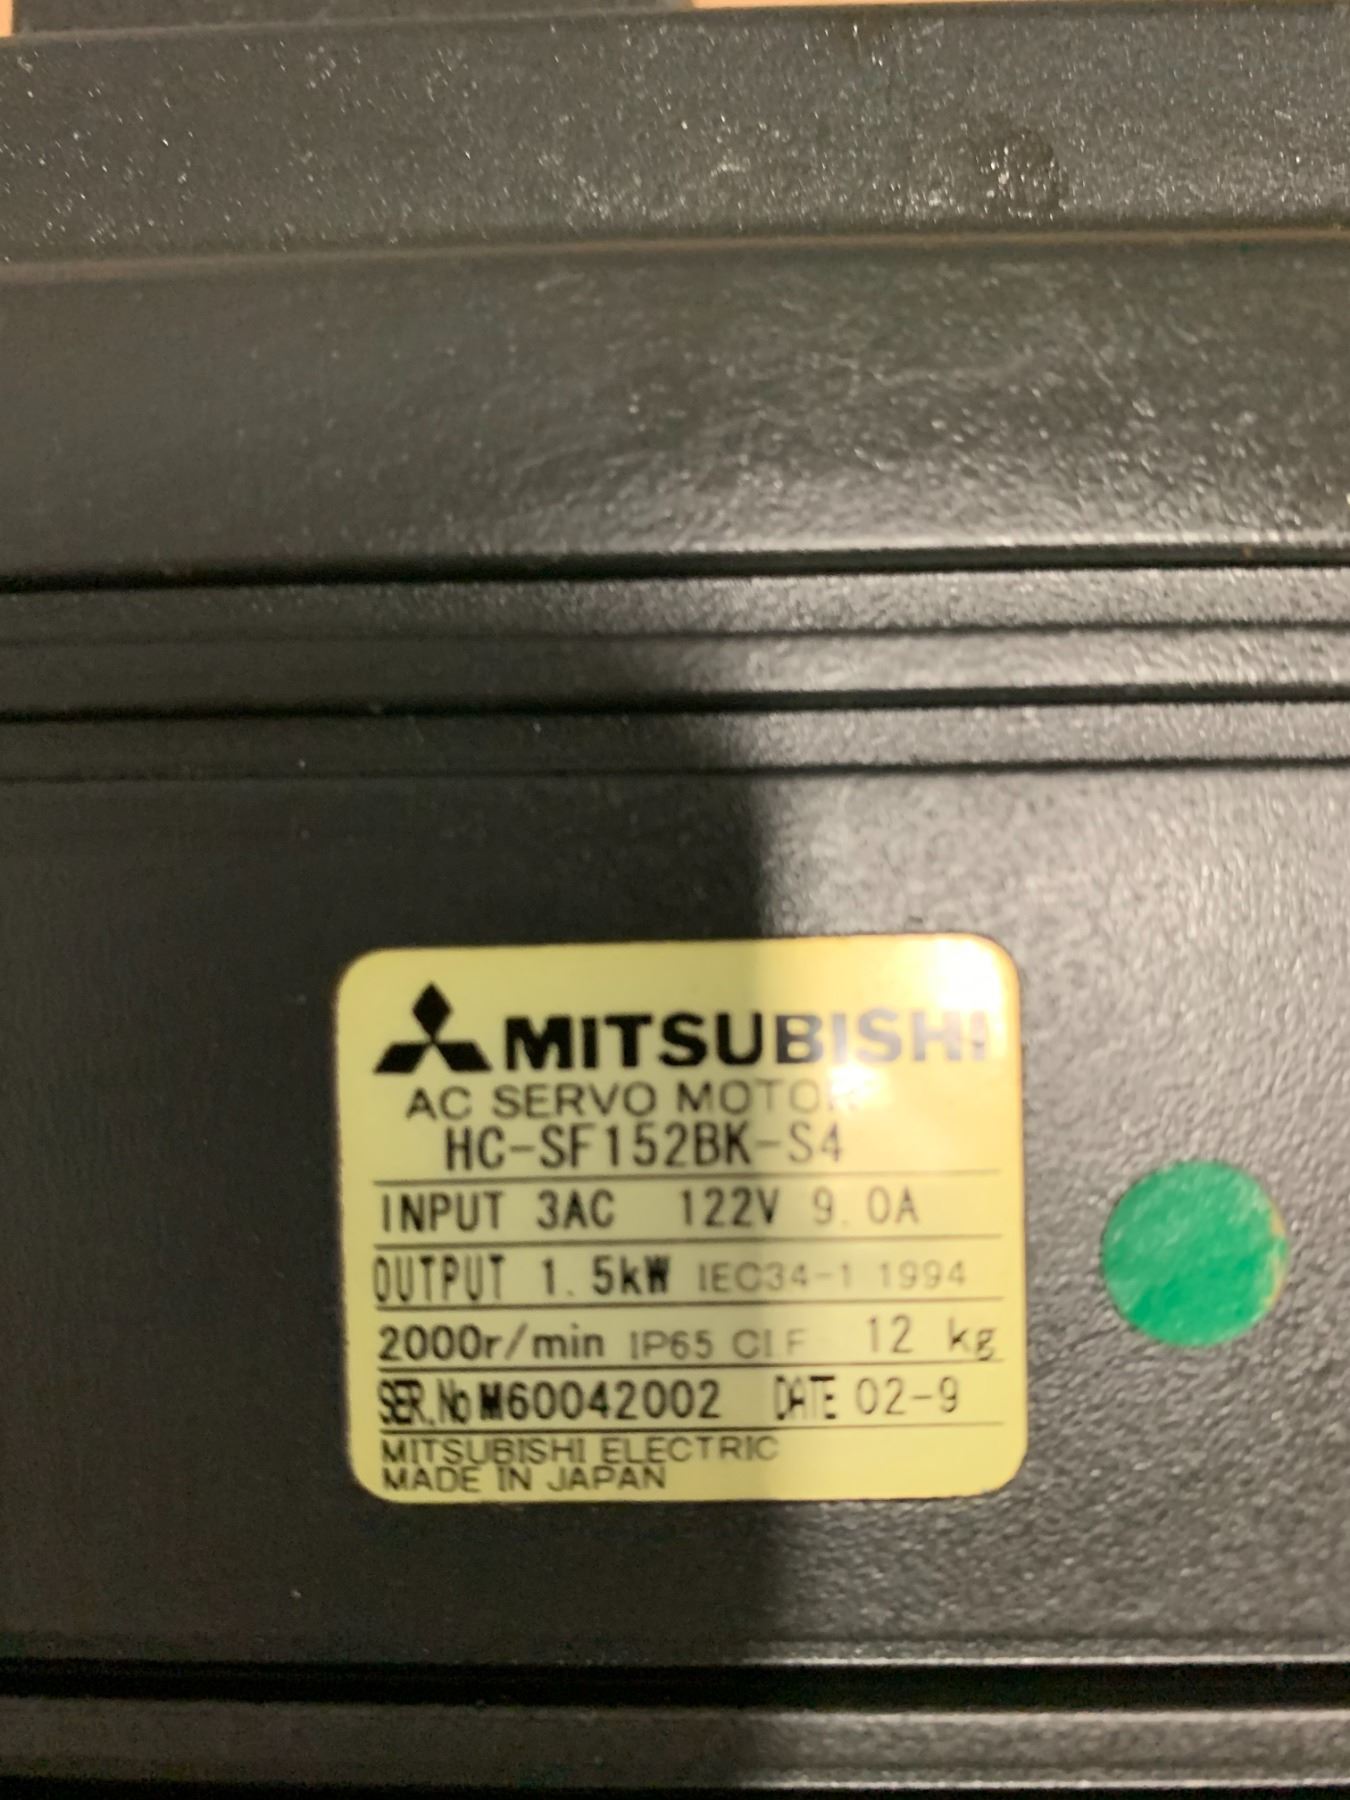 MITSUBISHI
AC SERVO MOTOR
HC-SF152BK-S4
INPUT 3AC 122V 9.0A
OUTPUT 1.5kW IEC34-1 1994
2000r/min IP65 CI.F 12 kg
SER.No M60042002 DATE 02-9
MITSUBISHI ELECTRIC
MADE IN JAPAN